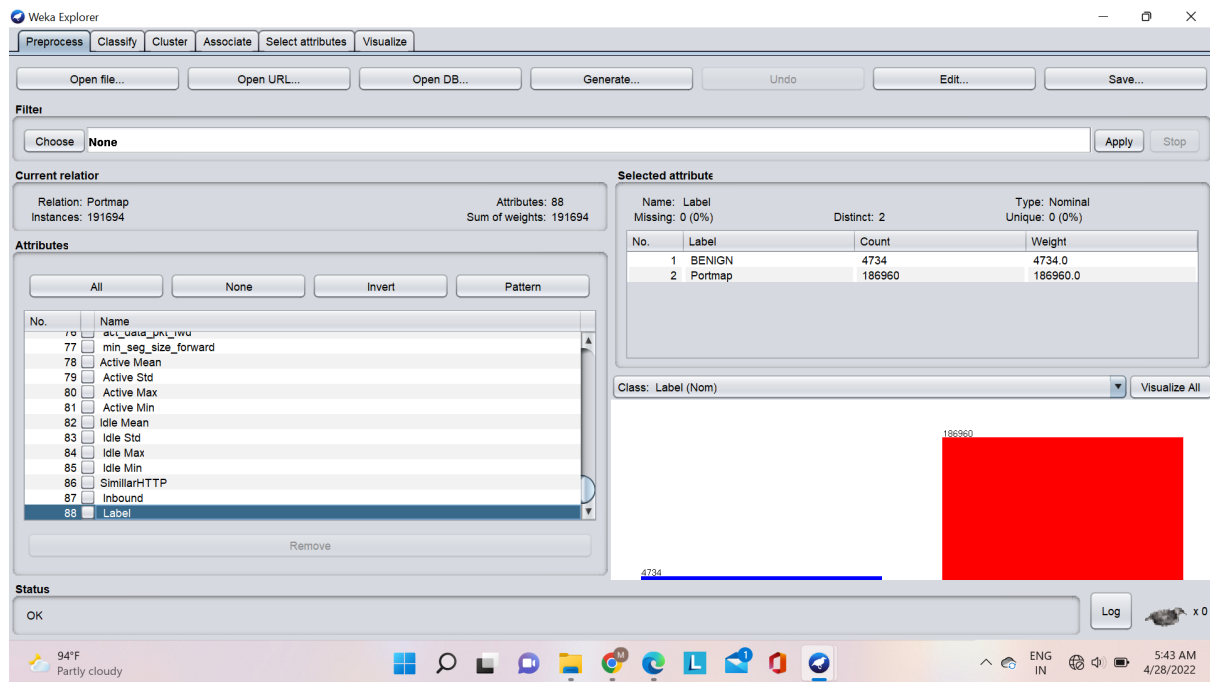 Weka Explorer
Preprocess Classify Cluster Associate Select attributes Visualize
Open file... Open URL... Open DB... Generate... Undo Edit... Save...
Filter
Choose None Apply Stop
Current relation
Relation: Portmap Attributes: 88
Instances: 191694 Sum of weights: 191694
Attributes
All None Invert Pattern
No. Name
76 act_data_pkt_fwd
77 min_seg_size_forward
78 Active Mean
79 Active Std
80 Active Max
81 Active Min
82 Idle Mean
83 Idle Std
84 Idle Max
85 Idle Min
86 SimillarHTTP
87 Inbound
88 Label
Remove
Selected attribute
Name: Label Type: Nominal
Missing: 0 (0%) Distinct: 2 Unique: 0 (0%)
No. Label Count Weight
1 BENIGN 4734 4734.0
2 Portmap 186960 186960.0
Class: Label (Nom) Visualize All
186960
4734
Status
OK
Log x 0
94°F
Partly cloudy
M
L
1
ENG
IN
5:43 AM
4/28/2022